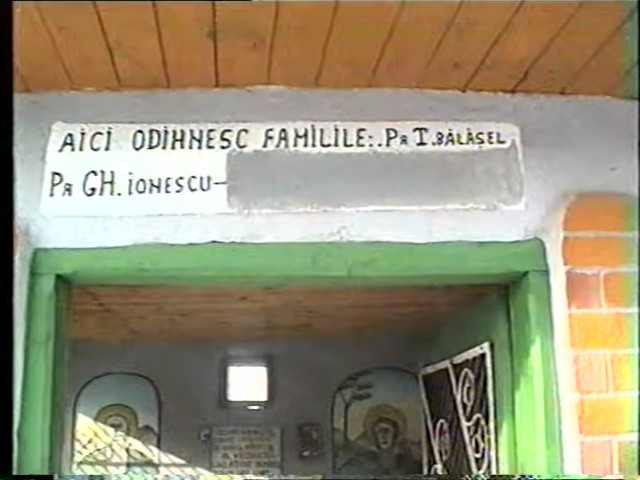 AICI ODIHNESC FAMILILE:. PR I. BĂLĂȘEL
PR GH. IONESCU-